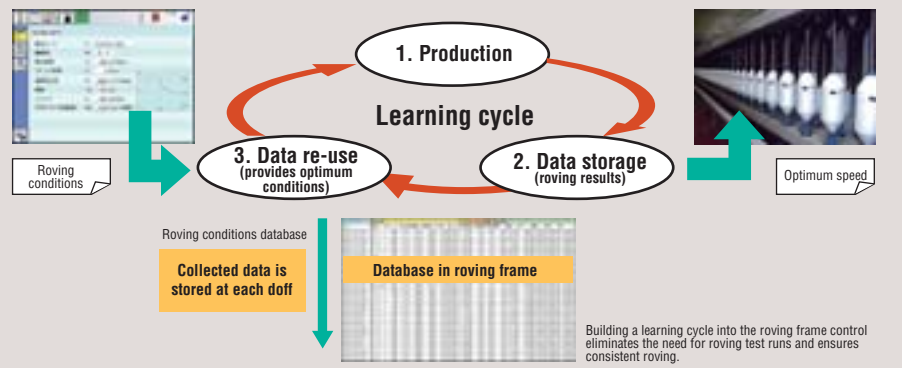 1. Production
Learning cycle
3. Data re-use
(provides optimum
conditions)
2. Data storage
(roving results)
Roving
conditions
Optimum speed
Roving conditions database
Collected data is
stored at each doff
Database in roving frame
Building a learning cycle into the roving frame control
eliminates the need for roving test runs and ensures
consistent roving.